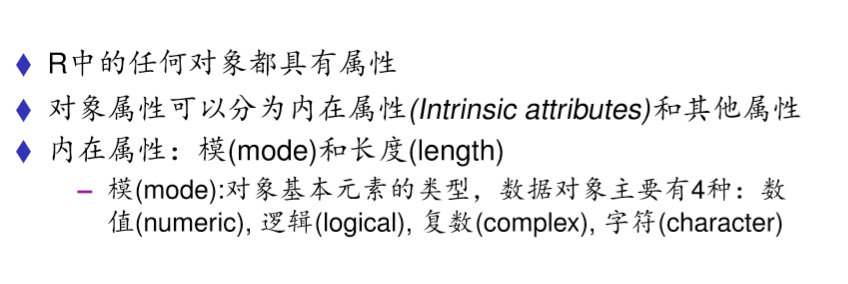 R中的任何对象都具有属性
对象属性可以分为内在属性(Intrinsic attributes)和其他属性
内在属性：模(mode)和长度(length)
– 模(mode):对象基本元素的类型，数据对象主要有4种：数
值(numeric), 逻辑(logical), 复数(complex), 字符(character)